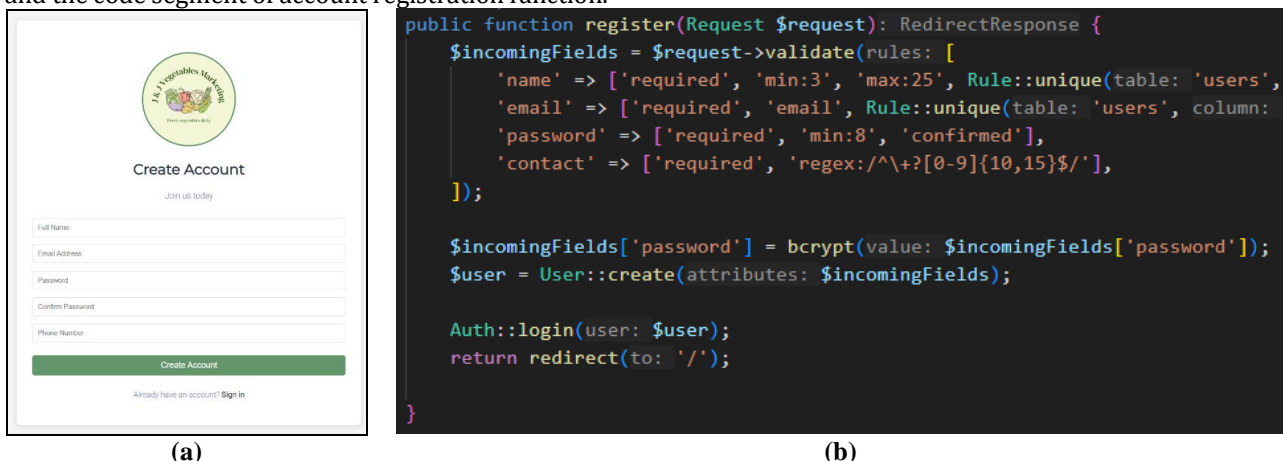 and the code segment of account registration function.
J & J Vegetables Marketing
Fresh vegetables daily
Create Account
Join us today
Full Name
Email Address
Password
Confirm Password
Phone Number
Create Account
Already have an account? Sign in
(a)
public function register(Request $request): RedirectResponse {
$incomingFields = $request->validate(rules: [
'name' => ['required', 'min:3', 'max:25', Rule::unique(table: 'users',
'email' => ['required', 'email', Rule::unique(table: 'users', column:
'password' => ['required', 'min:8', 'confirmed'],
'contact' => ['required', 'regex:/^\+?[0-9]{10,15}$/'],
]);
$incomingFields['password'] = bcrypt(value: $incomingFields['password']);
$user = User::create(attributes: $incomingFields);
Auth::login(user: $user);
return redirect(to: '/');
}
(b)